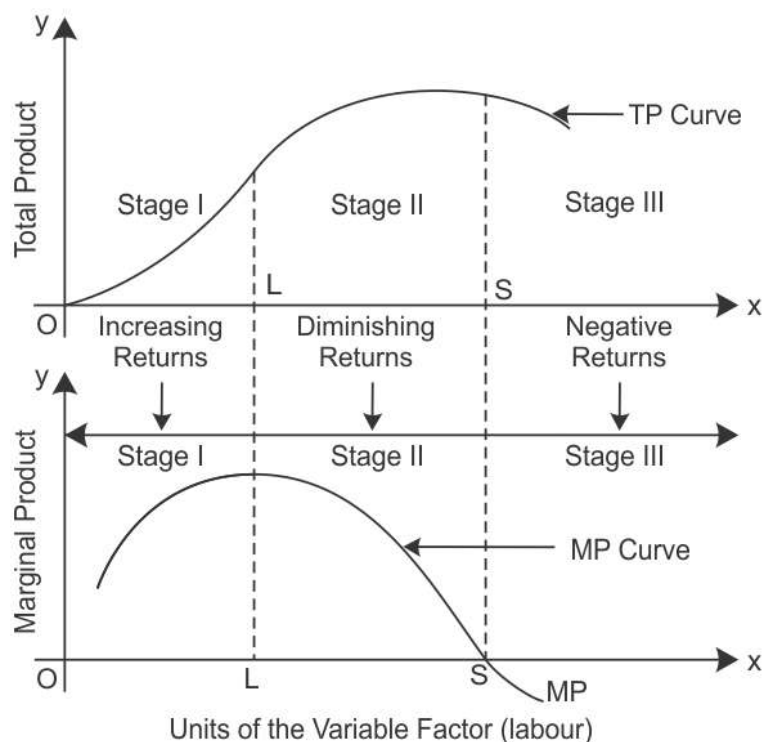 y
Total Product
TP Curve
Stage I
Stage II
Stage III
L
S
O
x
Increasing
Returns
Diminishing
Returns
Negative
Returns
y
Marginal Product
Stage I
Stage II
Stage III
MP Curve
O
L
S
x
MP
Units of the Variable Factor (labour)